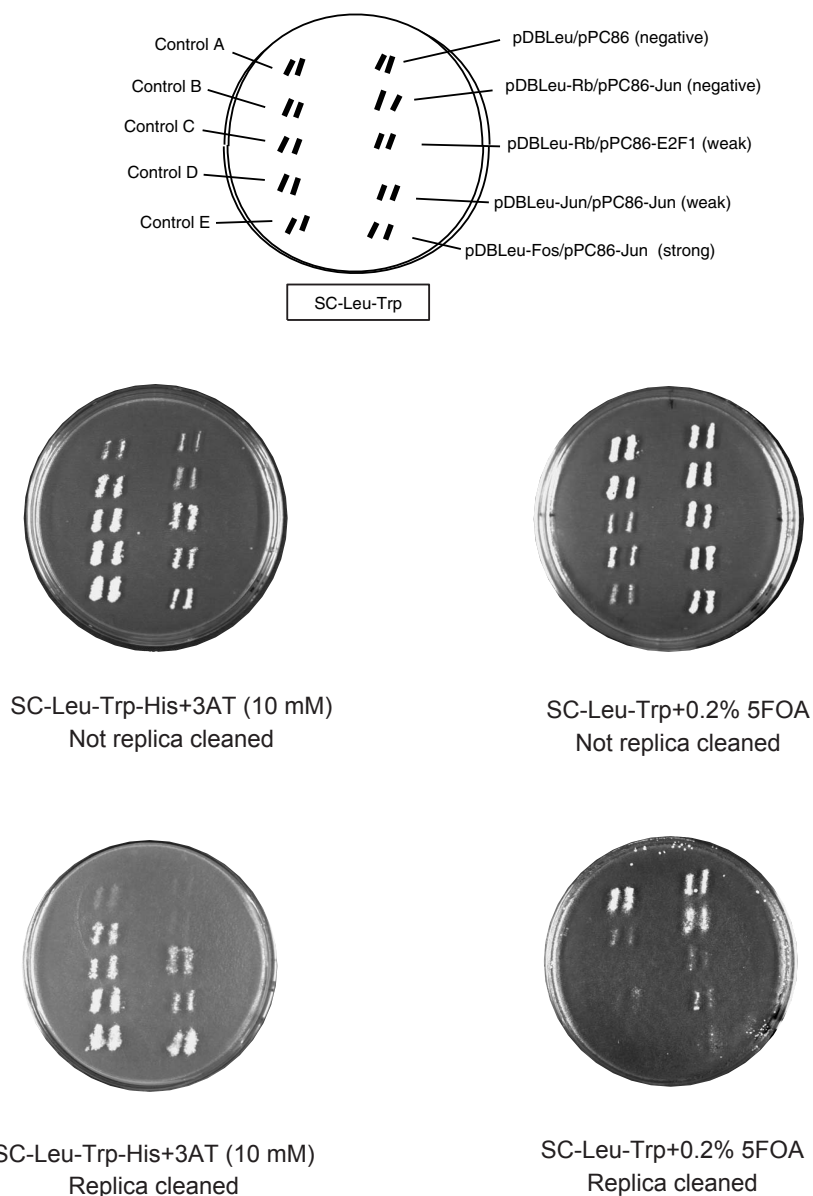 Control A
Control B
Control C
Control D
Control E
pDBLeu/pPC86 (negative)
pDBLeu-Rb/pPC86-Jun (negative)
pDBLeu-Rb/pPC86-E2F1 (weak)
pDBLeu-Jun/pPC86-Jun (weak)
pDBLeu-Fos/pPC86-Jun (strong)
SC-Leu-Trp
SC-Leu-Trp-His+3AT (10 mM)
Not replica cleaned
SC-Leu-Trp+0.2% 5FOA
Not replica cleaned
SC-Leu-Trp-His+3AT (10 mM)
Replica cleaned
SC-Leu-Trp+0.2% 5FOA
Replica cleaned